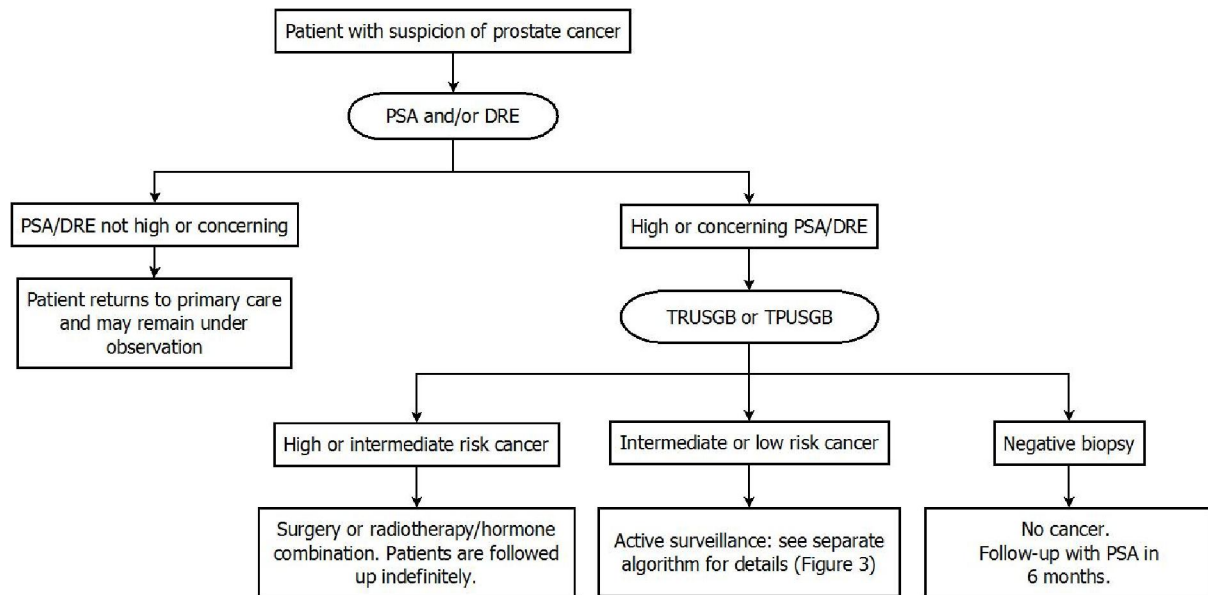 Patient with suspicion of prostate cancer
PSA and/or DRE
PSA/DRE not high or concerning
High or concerning PSA/DRE
Patient returns to primary care
and may remain under
observation
TRUSGB or TPUSGB
High or intermediate risk cancer
Intermediate or low risk cancer
Negative biopsy
Surgery or radiotherapy/hormone
combination. Patients are followed
up indefinitely.
Active surveillance: see separate
algorithm for details (Figure 3)
No cancer.
Follow-up with PSA in
6 months.